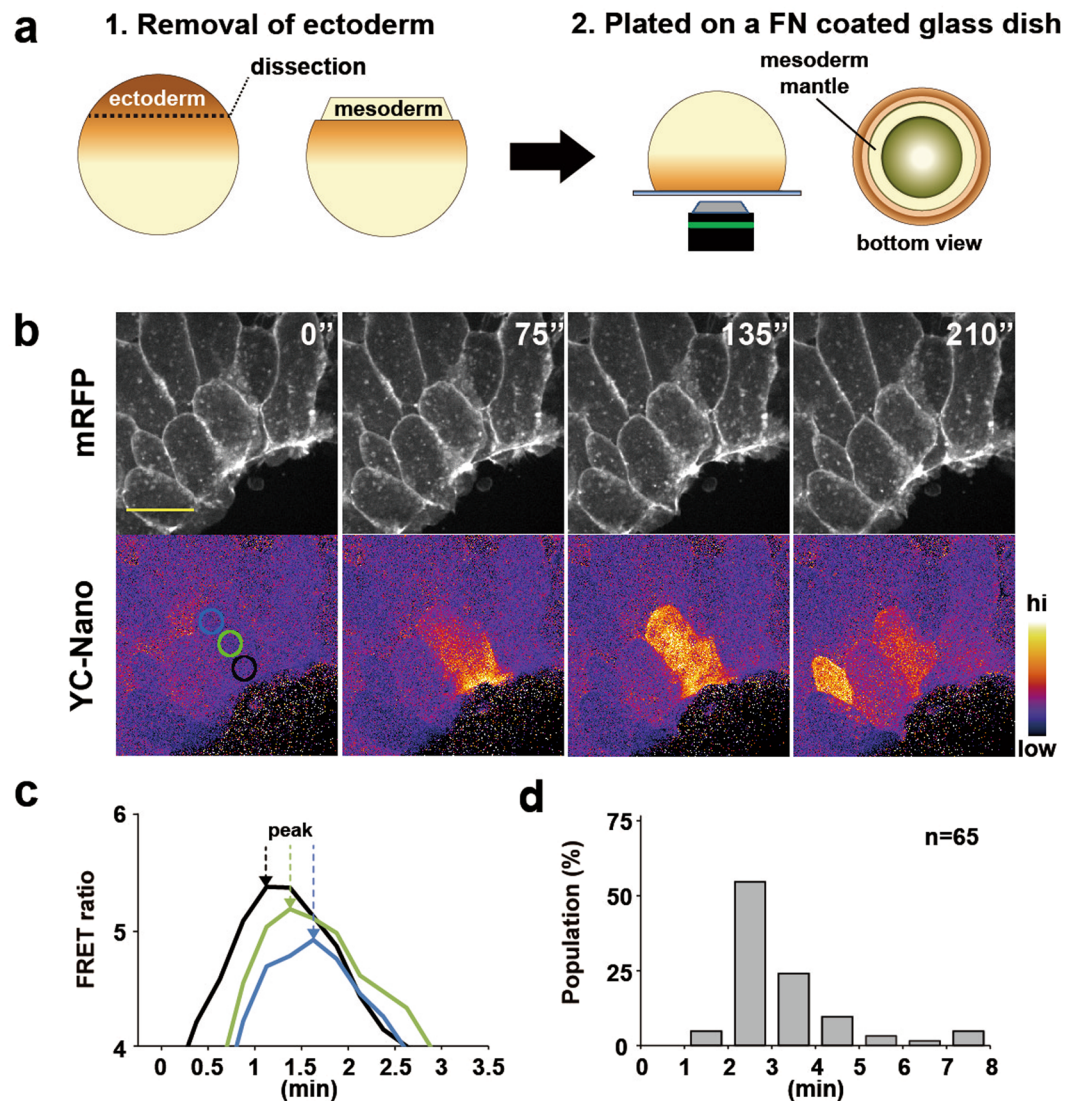 a
1. Removal of ectoderm
2. Plated on a FN coated glass dish
dissection
ectoderm
mesoderm
mesoderm
mantle
bottom view
b
mRFP
0”
75”
135”
210”
YC-Nano
hi
low
c
6
peak
5
FRET ratio
4
0
0.5
1
1.5
2
2.5
3
3.5
(min)
d
75
n=65
50
Population (%)
25
0
0
1
2
3
4
5
6
7
8
(min)